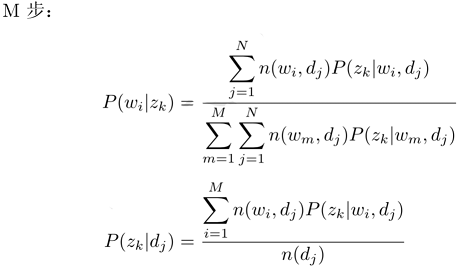 M 步：
$$P(w_i|z_k) = \frac{\sum_{j=1}^{N} n(w_i, d_j) P(z_k|w_i, d_j)}{\sum_{m=1}^{M} \sum_{j=1}^{N} n(w_m, d_j) P(z_k|w_m, d_j)}$$
$$P(z_k|d_j) = \frac{\sum_{i=1}^{M} n(w_i, d_j) P(z_k|w_i, d_j)}{n(d_j)}$$